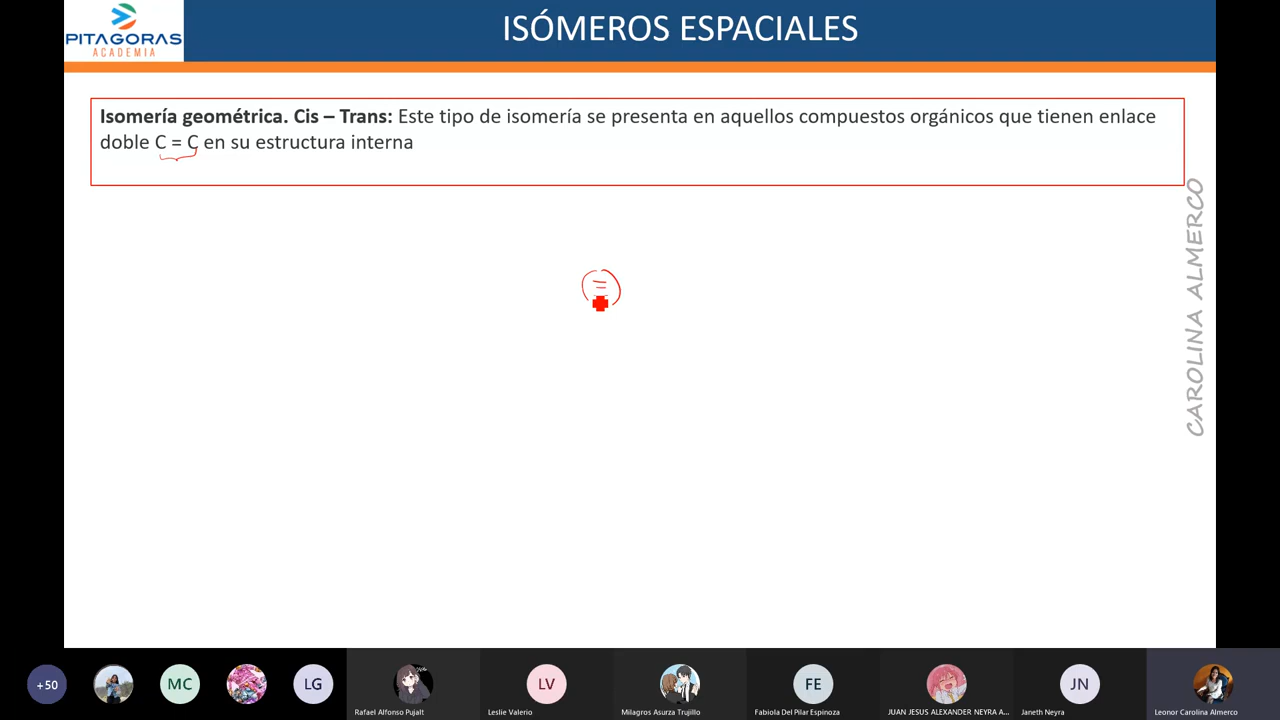 PITAGORAS
ACADEMIA
ISÓMEROS ESPACIALES
Isomería geométrica. Cis – Trans: Este tipo de isomería se presenta en aquellos compuestos orgánicos que tienen enlace
doble C = C en su estructura interna
=
CAROLINA ALMERCO
+50
MC
LG
LV
FE
JN
Rafael Alfonso Pujalt
Leslie Valerio
Milagros Asurza Trujillo
Fabiola Del Pilar Espinoza
JUAN JESUS ALEXANDER NEYRA A...
Janeth Neyra
Leonor Carolina Almerco